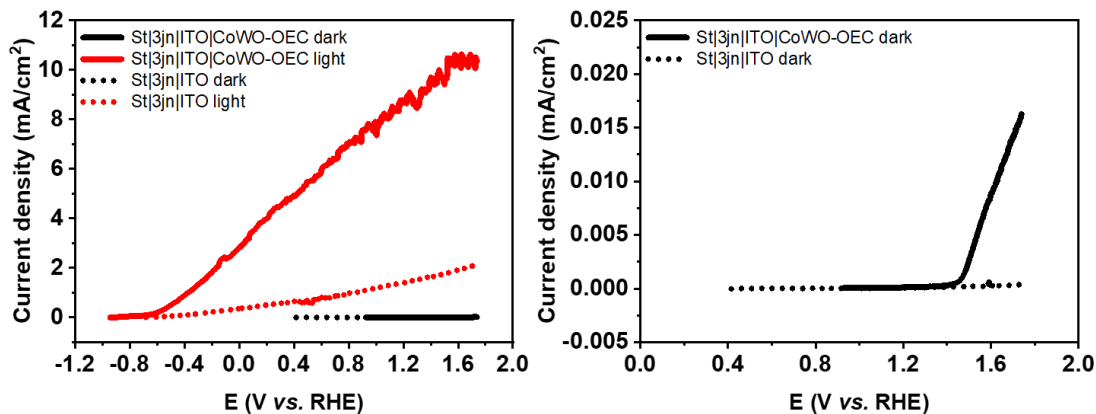 12
10
8
6
4
2
0
Current density (mA/cm²)
St|3jn|ITO|CoWO-OEC dark
St|3jn|ITO|CoWO-OEC light
St|3jn|ITO dark
St|3jn|ITO light
-1.2 -0.8 -0.4 0.0 0.4 0.8 1.2 1.6 2.0
E (V vs. RHE)
0.025
0.020
0.015
0.010
0.005
0.000
-0.005
Current density (mA/cm²)
St|3jn|ITO|CoWO-OEC dark
St|3jn|ITO dark
0.0 0.4 0.8 1.2 1.6 2.0
E (V vs. RHE)